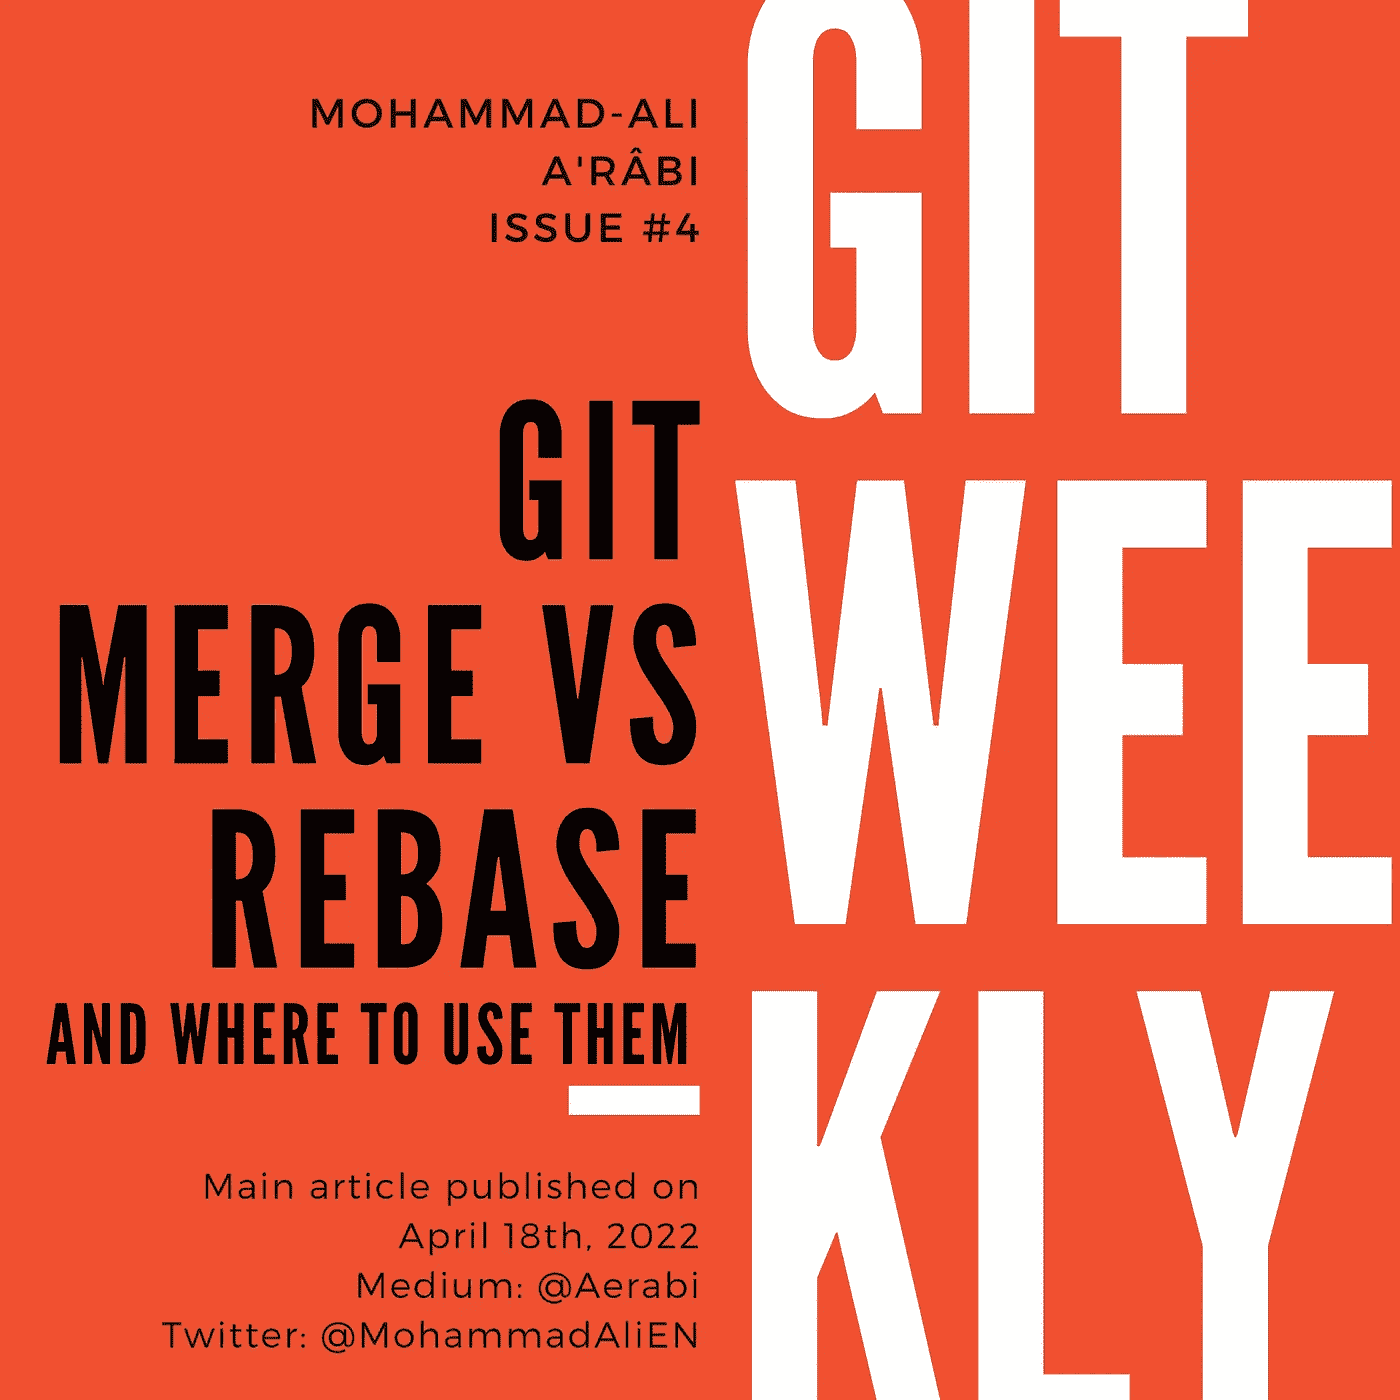 MOHAMMAD-ALI
A'RÂBI
ISSUE #4
GIT
MERGE VS
REBASE
AND WHERE TO USE THEM
Main article published on
April 18th, 2022
Medium: @Aerabi
Twitter: @MohammadAliEN
GIT
WEE
KLY